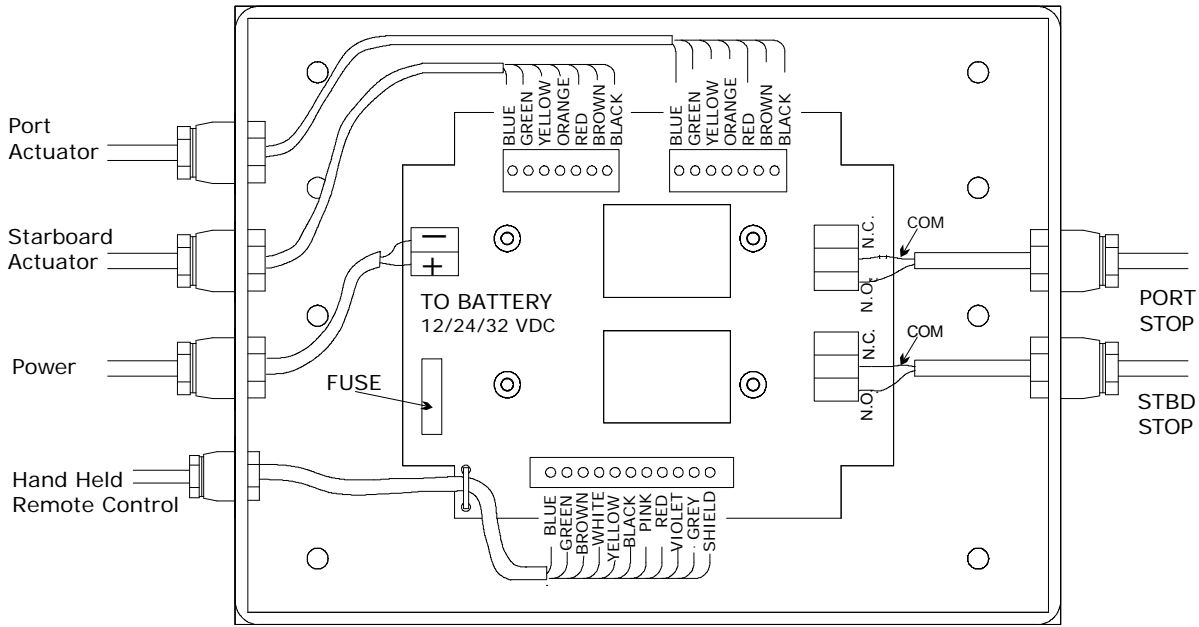 Port
Actuator
Starboard
Actuator
Power
Hand Held
Remote Control
BLUE
GREEN
YELLOW
ORANGE
RED
BROWN
BLACK
BLUE
GREEN
YELLOW
ORANGE
RED
BROWN
BLACK
−
+
TO BATTERY
12/24/32 VDC
FUSE
N.C.
COM
N.O.
PORT
STOP
N.C.
COM
N.O.
STBD
STOP
BLUE
GREEN
BROWN
WHITE
YELLOW
BLACK
PINK
RED
VIOLET
GREY
SHIELD